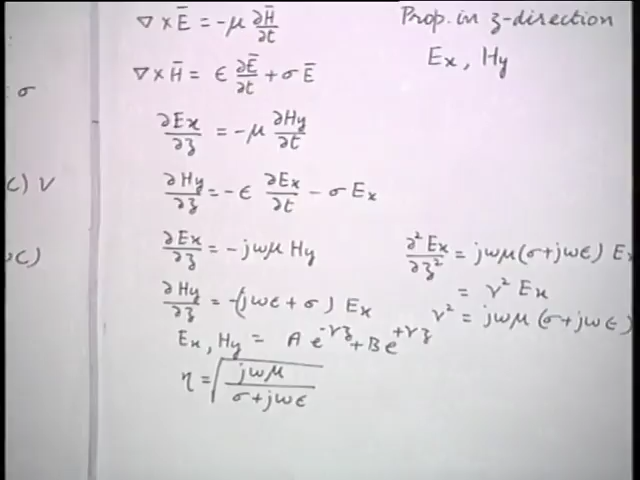 ∇ × E̅ = -μ ∂H̅/∂t
Prop. in z-direction
Ex, Hy
∇ × H̅ = ϵ ∂E̅/∂t + σ E̅
σ
∂Ex/∂z = -μ ∂Hy/∂t
c) V
∂Hy/∂z = -ϵ ∂Ex/∂t - σ Ex
c)
∂Ex/∂z = -jωμ Hy
∂²Ex/∂z² = jωμ(σ+jωϵ) Ex
= γ² Ex
∂Hy/∂z = -(jωϵ + σ) Ex
γ² = jωμ (σ+jωϵ)
Ex, Hy = A e^-γz + B e^+γz
η = √(jωμ/(σ+jωϵ))